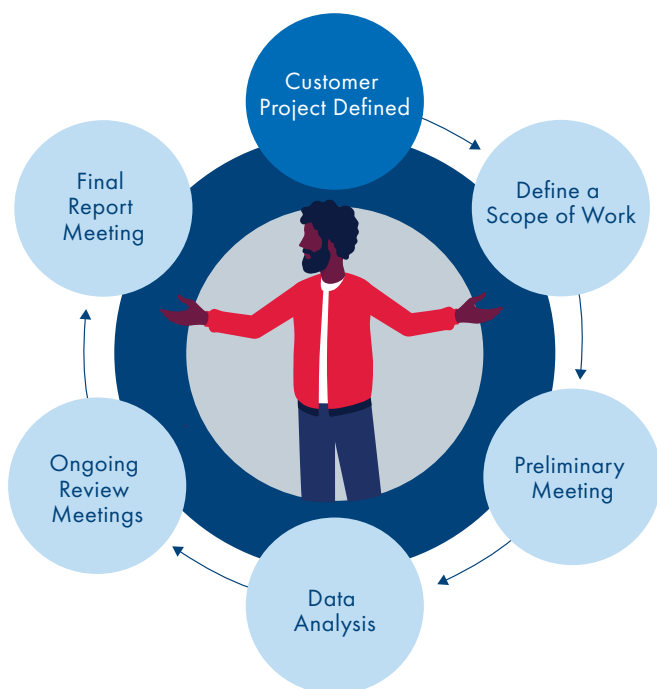 Customer
Project Defined
Define a
Scope of Work
Preliminary
Meeting
Data
Analysis
Ongoing
Review
Meetings
Final
Report
Meeting